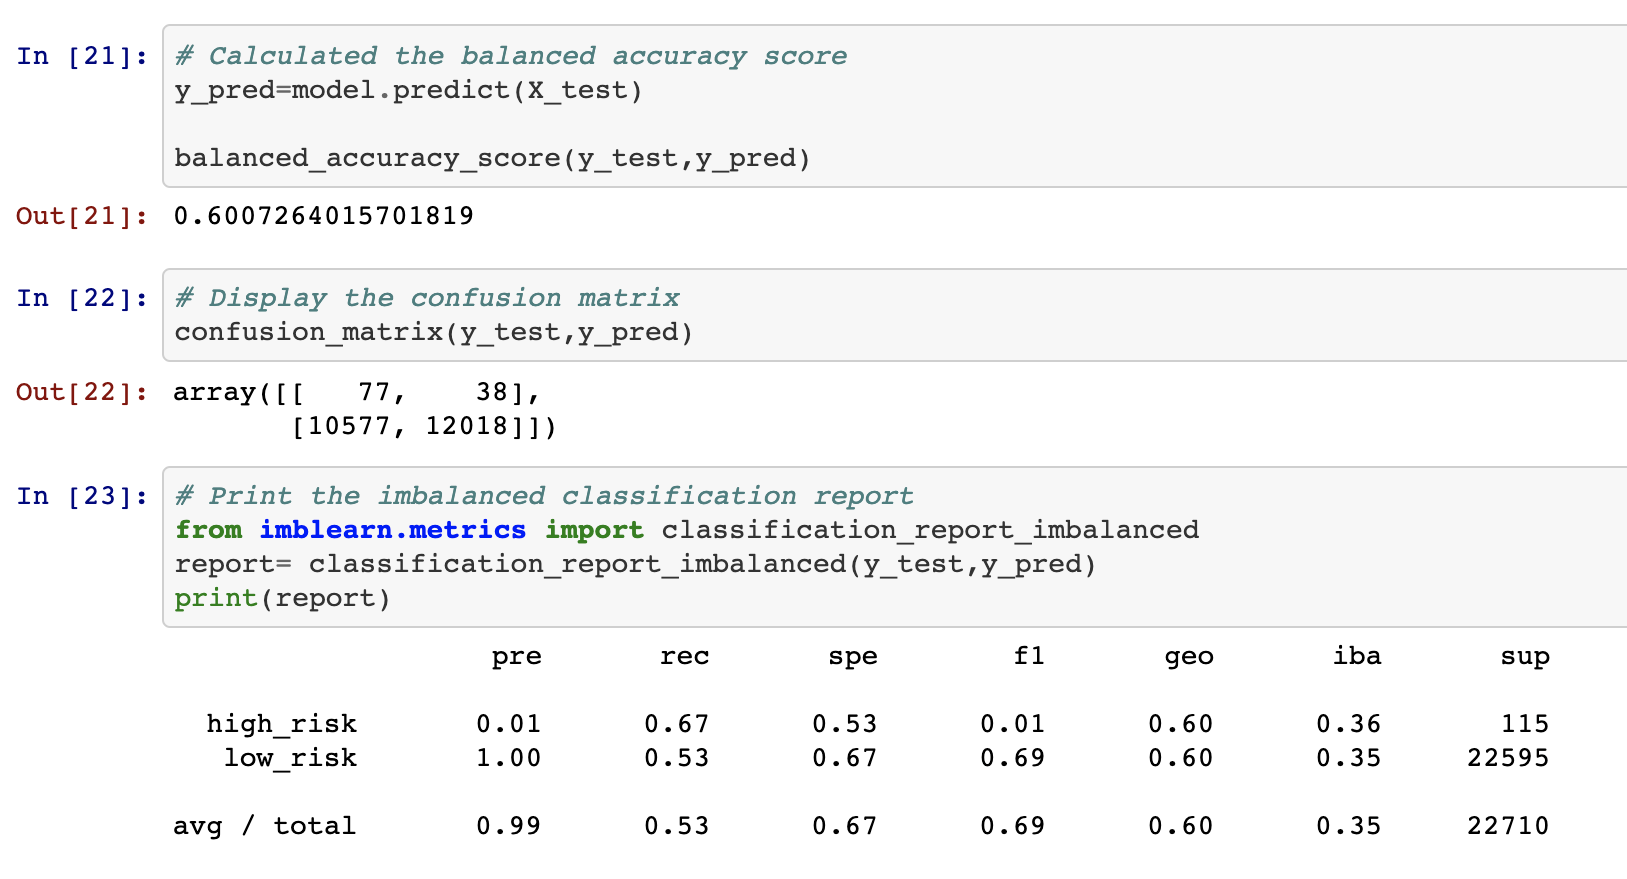 In [21]: # Calculated the balanced accuracy score
y_pred=model.predict(X_test)
balanced_accuracy_score(y_test,y_pred)
Out[21]: 0.6007264015701819
In [22]: # Display the confusion matrix
confusion_matrix(y_test,y_pred)
Out[22]: array([[   77,    38],
       [10577, 12018]])
In [23]: # Print the imbalanced classification report
from imblearn.metrics import classification_report_imbalanced
report= classification_report_imbalanced(y_test,y_pred)
print(report)
pre       rec       spe        f1       geo       iba       sup
high_risk       0.01      0.67      0.53      0.01      0.60      0.36       115
low_risk       1.00      0.53      0.67      0.69      0.60      0.35     22595
avg / total       0.99      0.53      0.67      0.69      0.60      0.35     22710